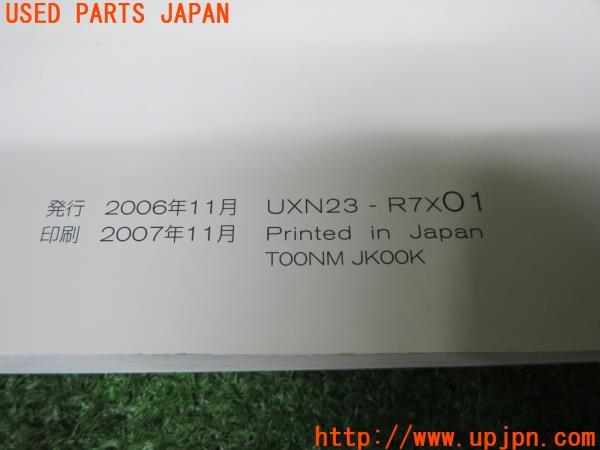 USED PARTS JAPAN
発行 2006年11月 UXN23 - R7X01
印刷 2007年11月 Printed in Japan
T00NM JK00K
http://www.upjpn.com/